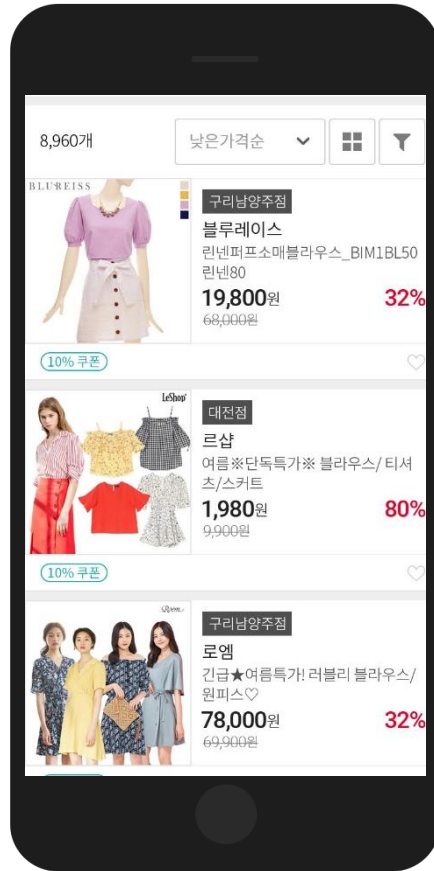 8,960개
낮은가격순
BLUREISS
구리남양주점
블루레이스
린넨퍼프소매블라우스_BIM1BL50
린넨80
19,800원 32%
68,000원
10% 쿠폰
LeShop
대전점
르샵
여름※단독특가※ 블라우스/ 티셔
츠/스커트
1,980원 80%
9,900원
10% 쿠폰
Roem
구리남양주점
로엠
긴급★여름특가! 러블리 블라우스/
원피스♡
78,000원 32%
69,900원